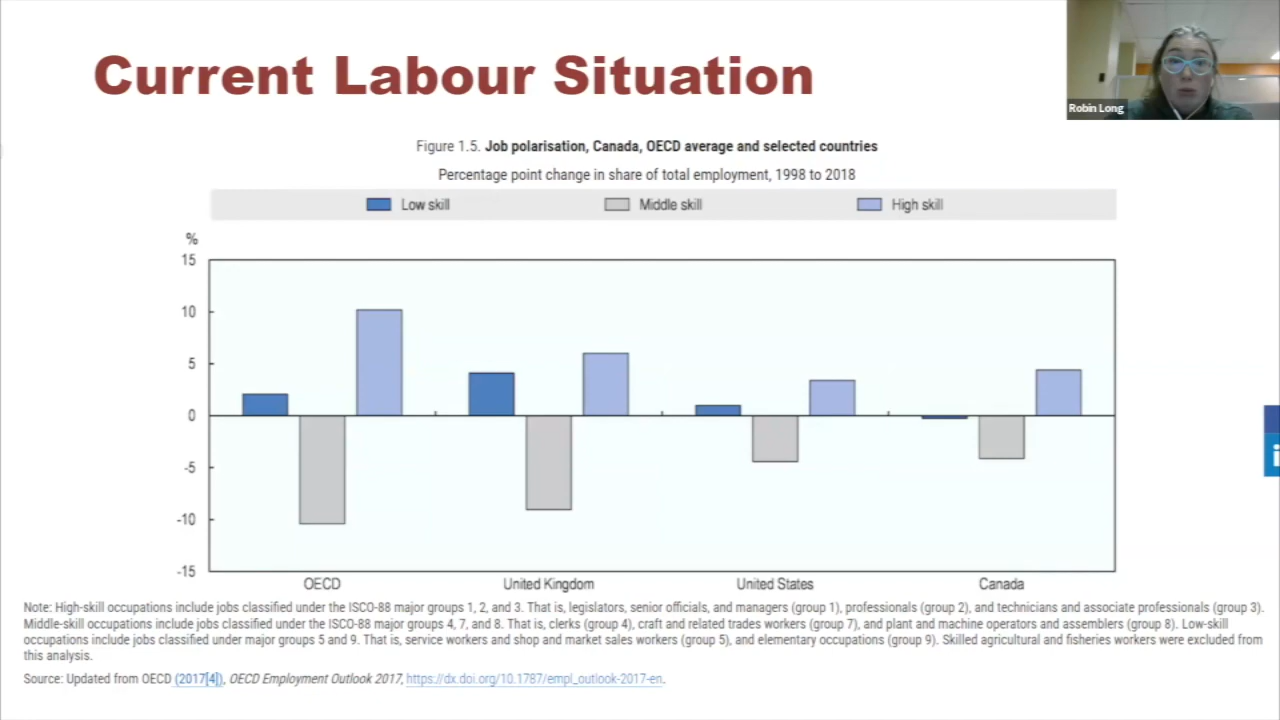 Current Labour Situation
Robin Long
Figure 1.5. Job polarisation, Canada, OECD average and selected countries
Percentage point change in share of total employment, 1998 to 2018
Low skill
Middle skill
High skill
%
15
10
5
0
-5
-10
-15
OECD
United Kingdom
United States
Canada
Note: High-skill occupations include jobs classified under the ISCO-88 major groups 1, 2, and 3. That is, legislators, senior officials, and managers (group 1), professionals (group 2), and technicians and associate professionals (group 3).
Middle-skill occupations include jobs classified under the ISCO-88 major groups 4, 7, and 8. That is, clerks (group 4), craft and related trades workers (group 7), and plant and machine operators and assemblers (group 8). Low-skill
occupations include jobs classified under major groups 5 and 9. That is, service workers and shop and market sales workers (group 5), and elementary occupations (group 9). Skilled agricultural and fisheries workers were excluded from
this analysis.
Source: Updated from OECD (2017[4]), OECD Employment Outlook 2017, https://dx.doi.org/10.1787/empl_outlook-2017-en.